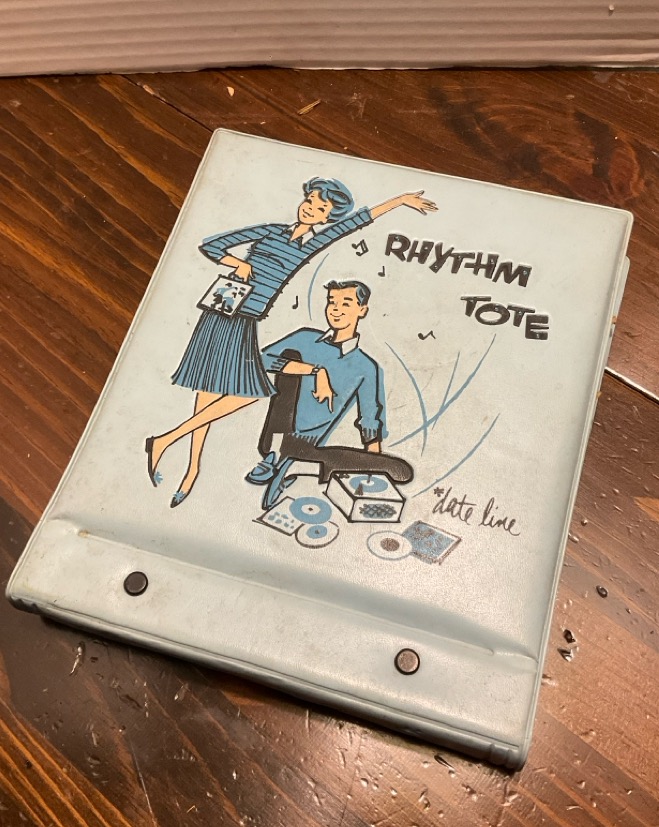 RHYTHM
TOTE
*date line